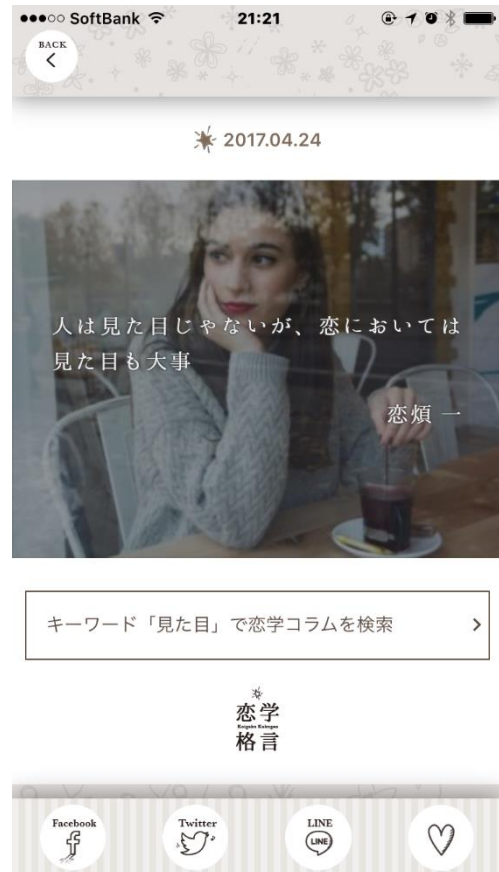 SoftBank 21:21
BACK
2017.04.24
人は見た目じゃないが、恋においては
見た目も大事
恋煩 一
キーワード「見た目」で恋学コラムを検索
恋学
格言
Facebook Twitter LINE
LINE